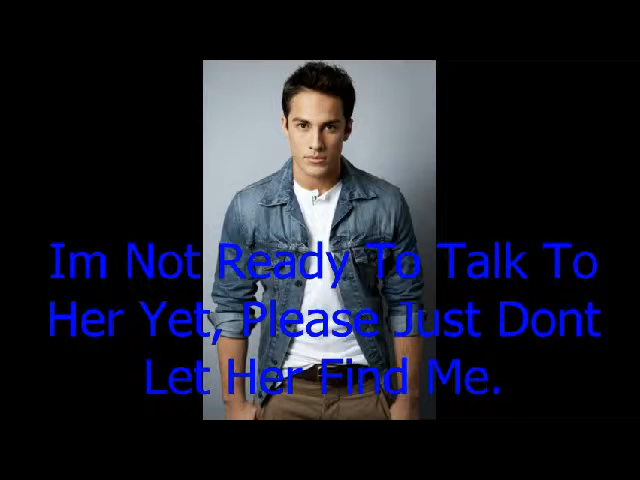 Im Not Ready To Talk To
Her Yet, Please Just Dont
Let Her Find Me.